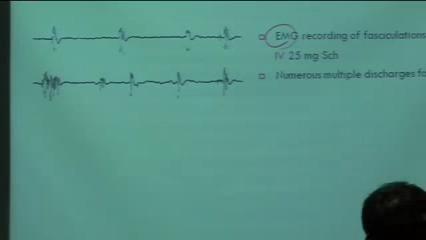 EMG recording of fasciculations
IV 25 mg Sch
Numerous multiple discharges fo